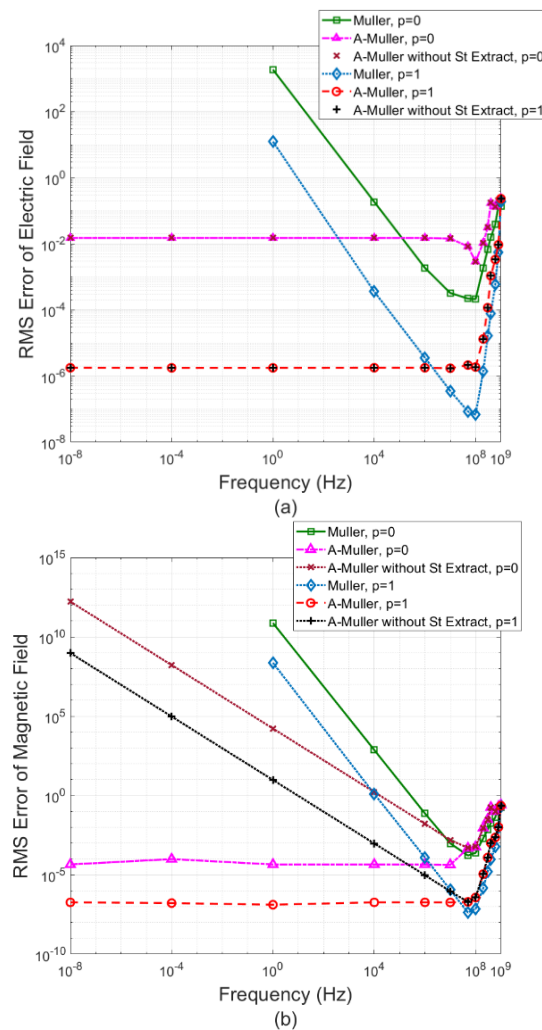 Muller, p=0
A-Muller, p=0
A-Muller without St Extract, p=0
Muller, p=1
A-Muller, p=1
A-Muller without St Extract, p=1
RMS Error of Electric Field
10^4
10^2
10^0
10^-2
10^-4
10^-6
10^-8
10^-8 10^-4 10^0 10^4 10^8 10^9
Frequency (Hz)
(a)
Muller, p=0
A-Muller, p=0
A-Muller without St Extract, p=0
Muller, p=1
A-Muller, p=1
A-Muller without St Extract, p=1
RMS Error of Magnetic Field
10^15
10^10
10^5
10^0
10^-5
10^-10
10^-8 10^-4 10^0 10^4 10^8 10^9
Frequency (Hz)
(b)